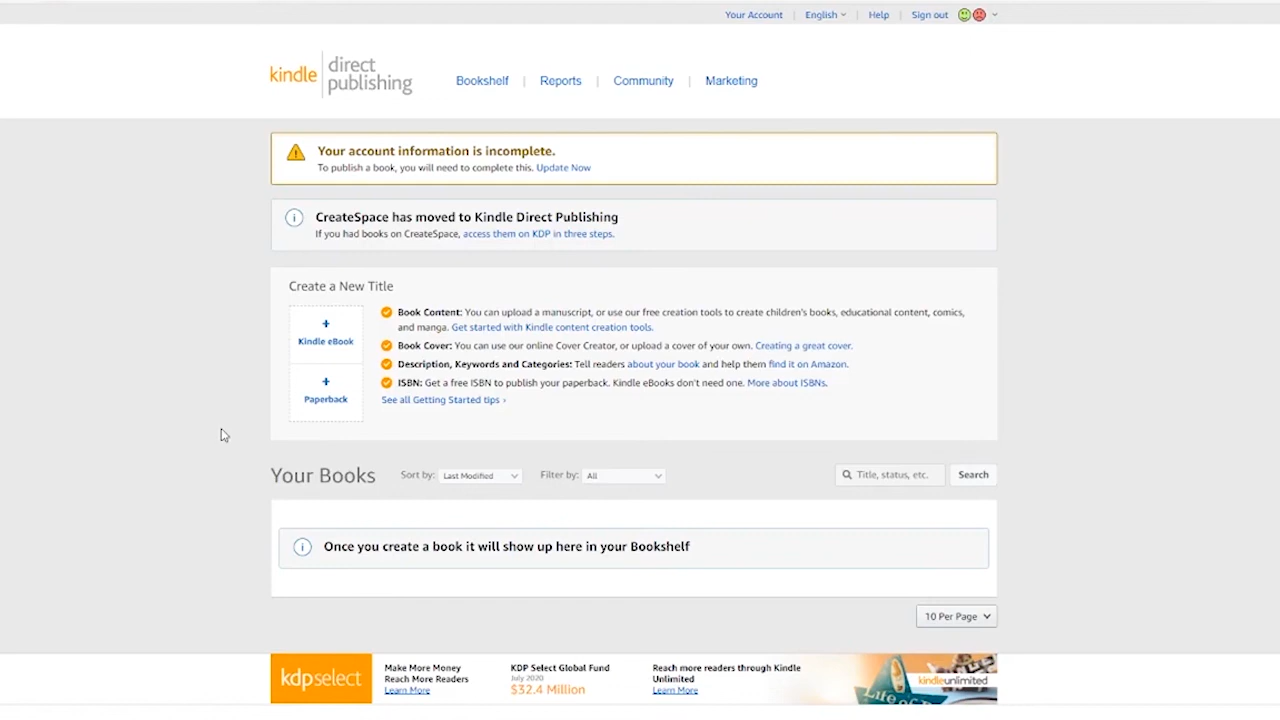 Your Account | English | Help | Sign out
kindle direct publishing
Bookshelf | Reports | Community | Marketing
Your account information is incomplete.
To publish a book, you will need to complete this. Update Now
CreateSpace has moved to Kindle Direct Publishing
If you had books on CreateSpace, access them on KDP in three steps.
Create a New Title
+
Kindle eBook
+
Paperback
Book Content: You can upload a manuscript, or use our free creation tools to create children's books, educational content, comics,
and manga. Get started with Kindle content creation tools.
Book Cover: You can use our online Cover Creator, or upload a cover of your own. Creating a great cover.
Description, Keywords and Categories: Tell readers about your book and help them find it on Amazon.
ISBN: Get a free ISBN to publish your paperback. Kindle eBooks don't need one. More about ISBNs.
See all Getting Started tips ›
Your Books Sort by: Last Modified Filter by: All Title, status, etc. Search
Once you create a book it will show up here in your Bookshelf
10 Per Page
kdpselect
Make More Money
Reach More Readers
Learn More
KDP Select Global Fund
July 2020
$32.4 Million
Reach more readers through Kindle
Unlimited
Learn More
kindleunlimited